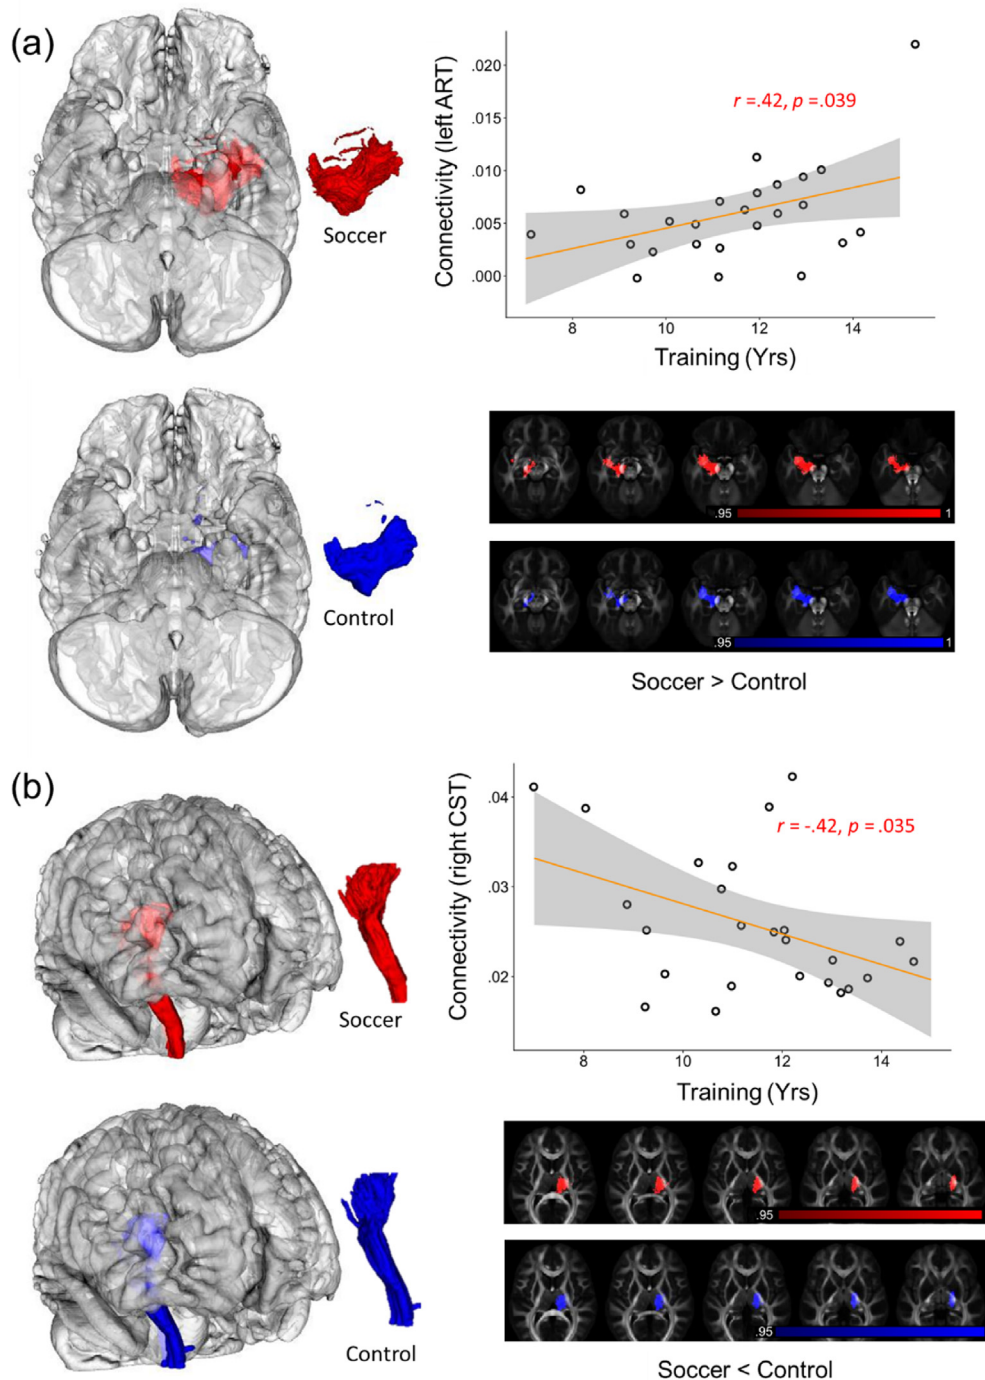 (a)
Soccer
Connectivity (left ART)
.020
.015
.010
.005
.000
r =.42, p =.039
8
10
12
14
Training (Yrs)
Control
.95
1
.95
1
Soccer > Control
(b)
Soccer
Connectivity (right CST)
.04
.03
.02
r = -.42, p =.035
8
10
12
14
Training (Yrs)
Control
.95
.95
Soccer < Control